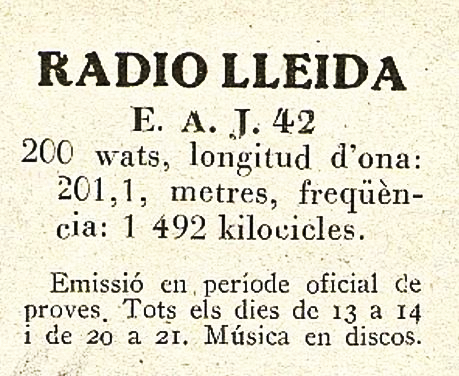 RADIO LLEIDA
E. A. J. 42
200 wats, longitud d'ona:
201,1, metres, freqüèn-
cia: 1 492 kilocicles.
Emissió en període oficial de
proves. Tots els dies de 13 a 14
i de 20 a 21. Música en discos.